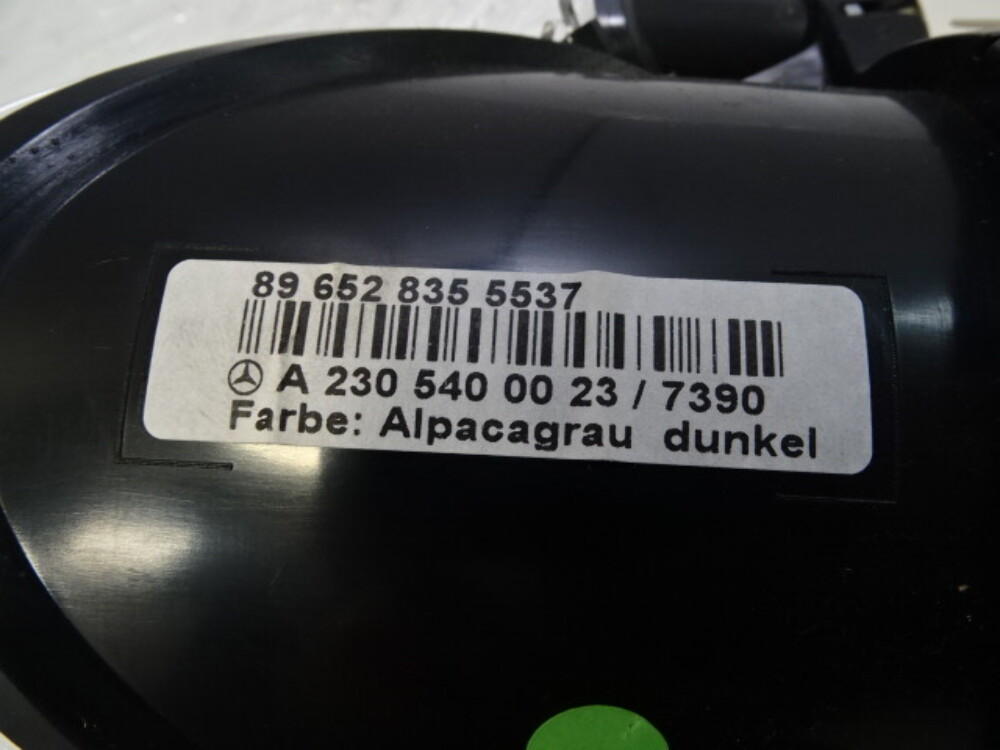 89 652 835 5537
A 230 540 00 23 / 7390
Farbe: Alpacagrau dunkel